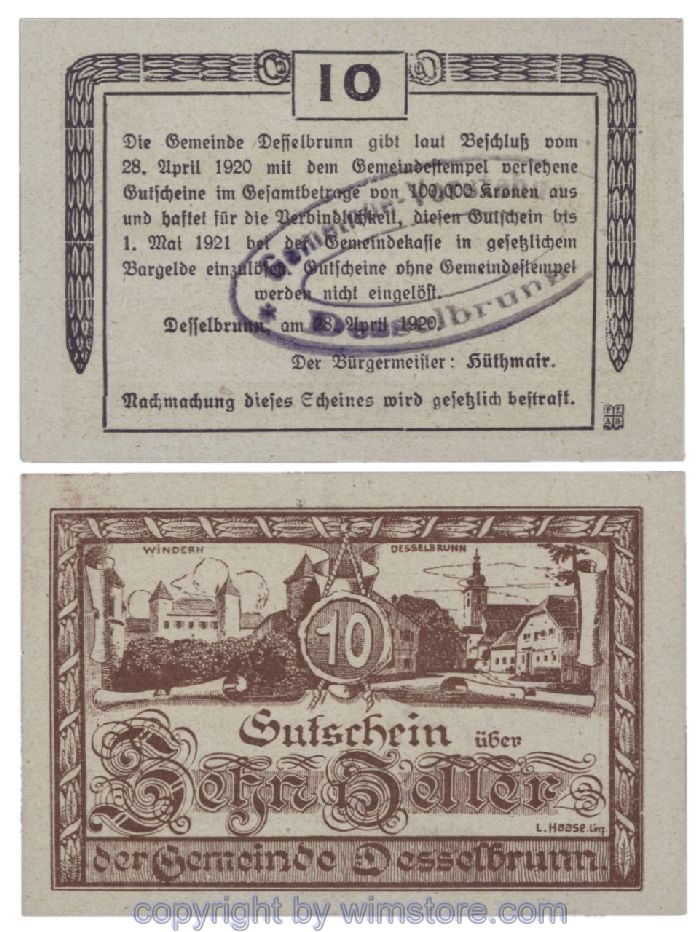 10
Die Gemeinde Desselbrunn gibt laut Beschluß vom
28. April 1920 mit dem Gemeindestempel versehene
Gutscheine im Gesamtbetrage von 100.000 Kronen aus
und haftet für die Verbindlichkeit, diesen Gutschein bis
1. Mai 1921 bei der Gemeindekasse in gesetzlichem
Bargelde einzulösen. Gutscheine ohne Gemeindestempel
werden nicht eingelöst.
Desselbrunn, am 28. April 1920.
Der Bürgermeister: Hüthmair.
Nachmachung dieses Scheines wird gesetzlich bestraft.
* Gemeinde
Desselbrunn
WINDERN
DESSELBRUNN
10
Gutschein über
Zehn Heller
L. Haase. Linz.
der Gemeinde Desselbrunn.
copyright by wimstore.com